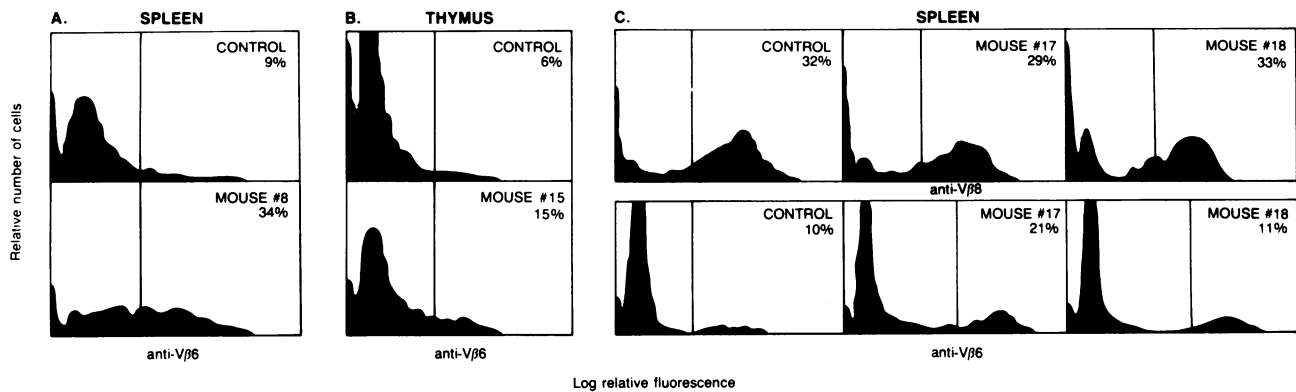 A. SPLEEN
CONTROL
9%
MOUSE #8
34%
anti-Vβ6
B. THYMUS
CONTROL
6%
MOUSE #15
15%
anti-Vβ6
C. SPLEEN
CONTROL
32%
MOUSE #17
29%
MOUSE #18
33%
anti-Vβ8
CONTROL
10%
MOUSE #17
21%
MOUSE #18
11%
anti-Vβ6
Relative number of cells
Log relative fluorescence